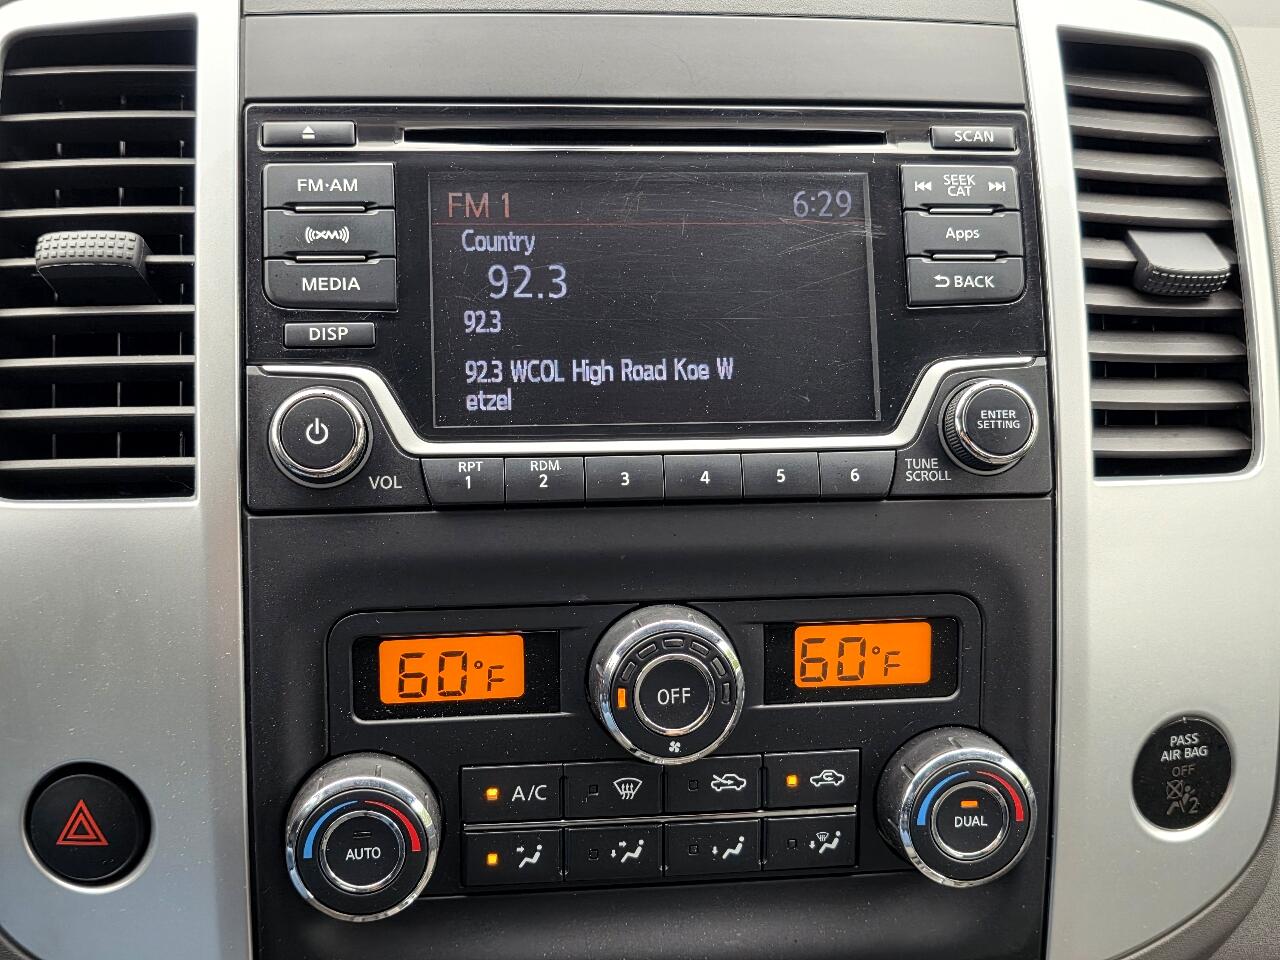 SCAN
FM·AM
XM
MEDIA
DISP
FM 1
6:29
Country
92.3
92.3
92.3 WCOL High Road Koe W
etzel
SEEK
CAT
Apps
BACK
ENTER
SETTING
VOL
RPT
1
RDM
2
3
4
5
6
TUNE
SCROLL
60°F
OFF
60°F
A/C
AUTO
DUAL
PASS
AIR BAG
OFF
2